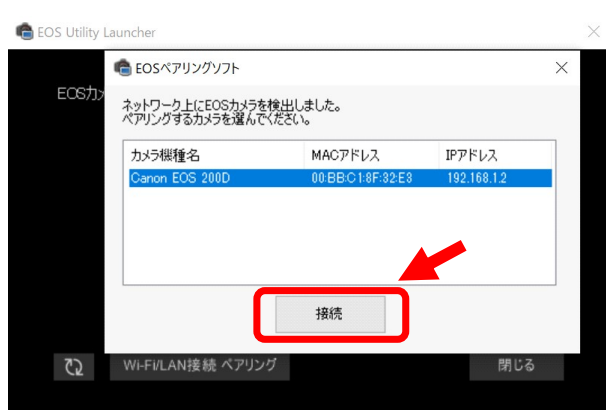 EOS Utility Launcher
EOSペアリングソフト
EOSカメ
ネットワーク上にEOSカメラを検出しました。
ペアリングするカメラを選んでください。
カメラ機種名 MACアドレス IPアドレス
Canon EOS 200D 00:BB:C1:8F:32:E3 192.168.1.2
接続
Wi-Fi/LAN接続 ペアリング 閉じる